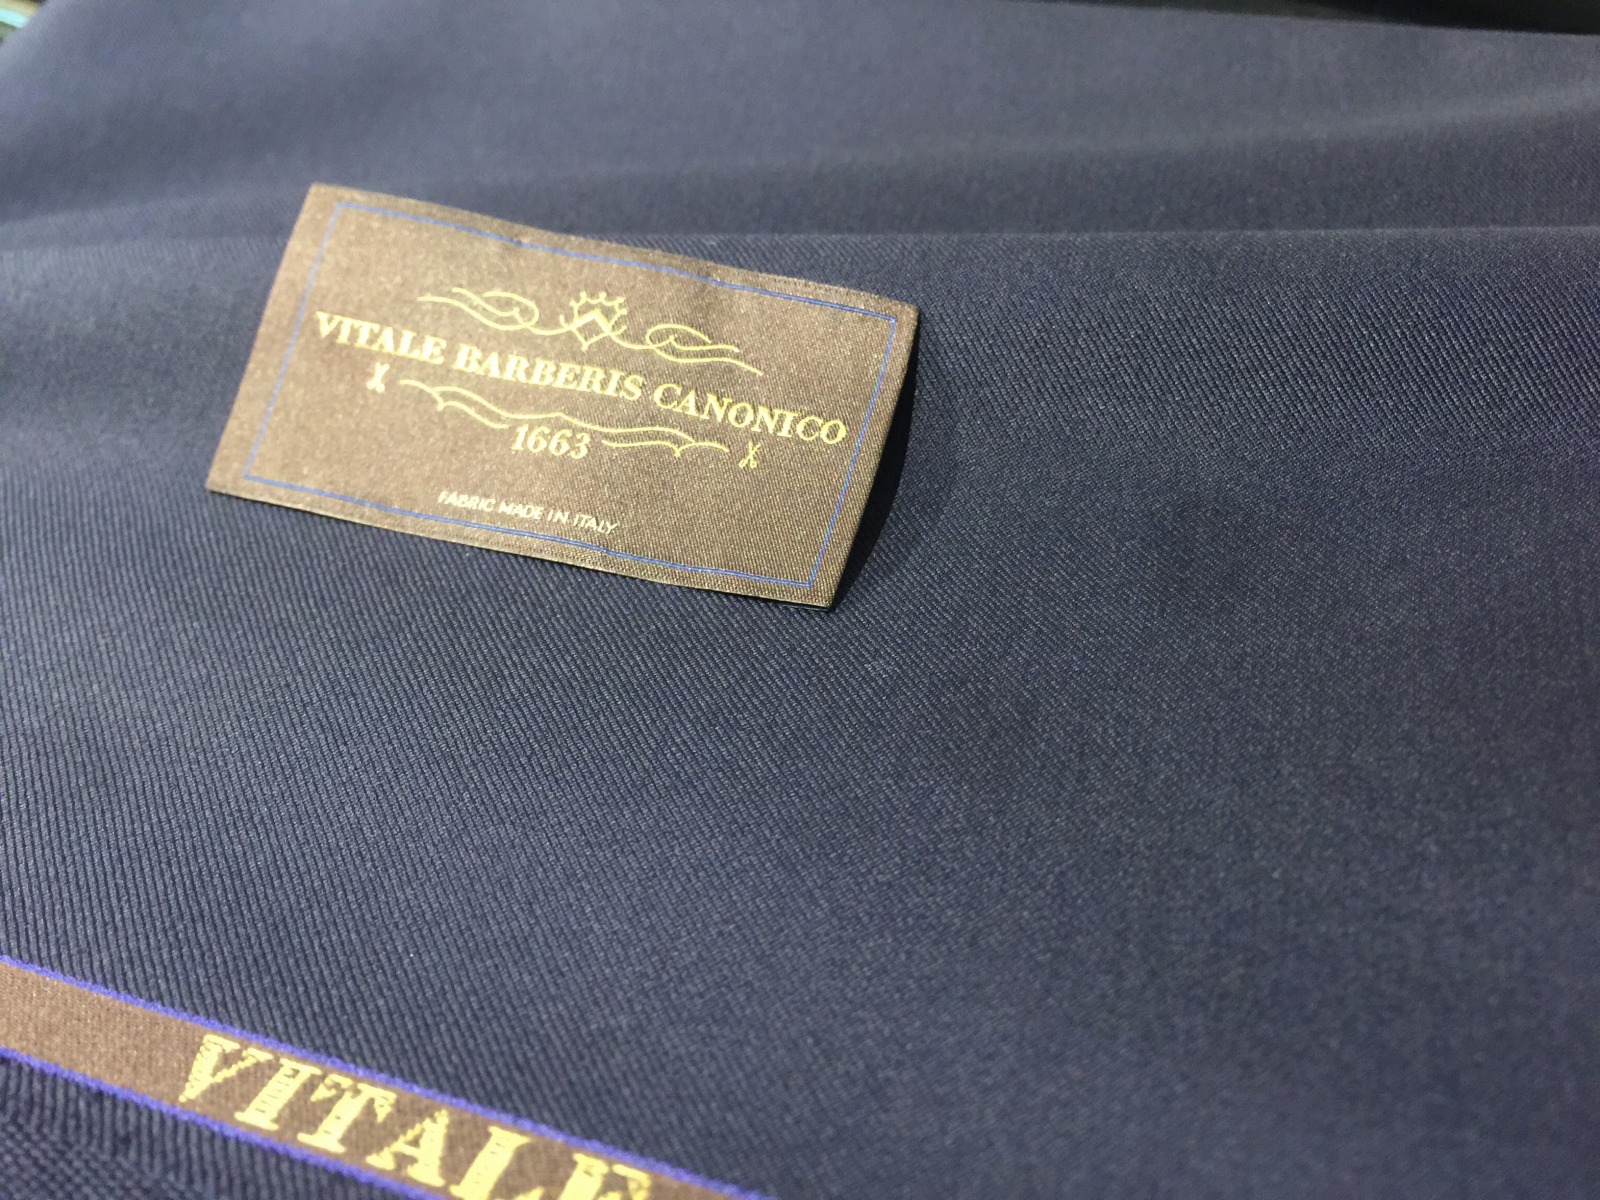 VITALE BARBERIS CANONICO
1663
FABRIC MADE IN ITALY
VITALE